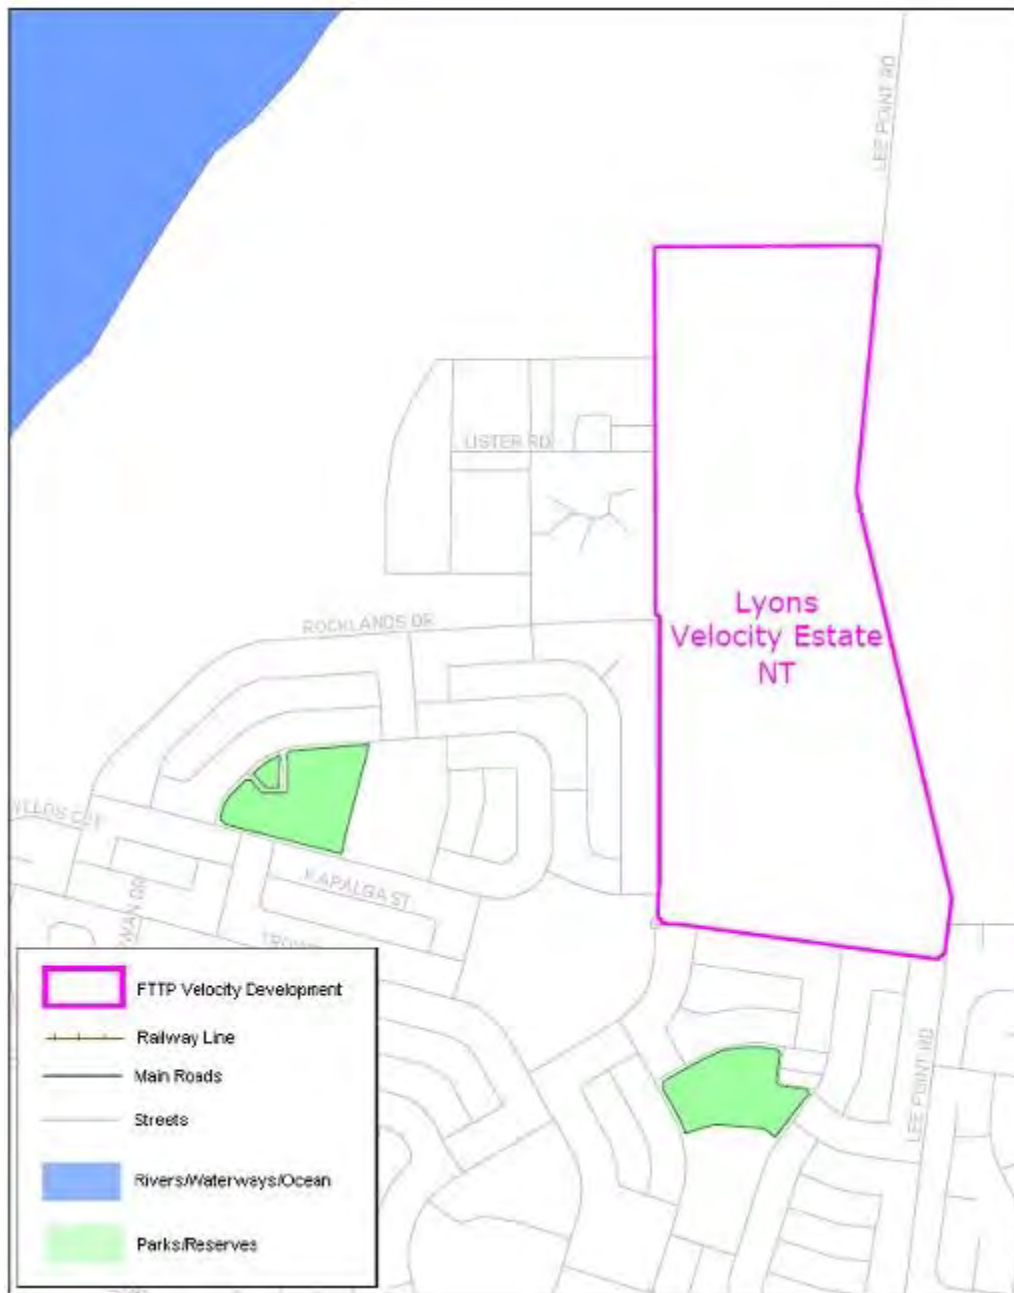 LEE POINT RD
LISTER RD
Lyons
Velocity Estate
NT
ROCKLANDS DR
KAPALGA ST
LEE POINT RD
FTTP Velocity Development
Railway Line
Main Roads
Streets
Rivers/Waterways/Ocean
Parks/Reserves